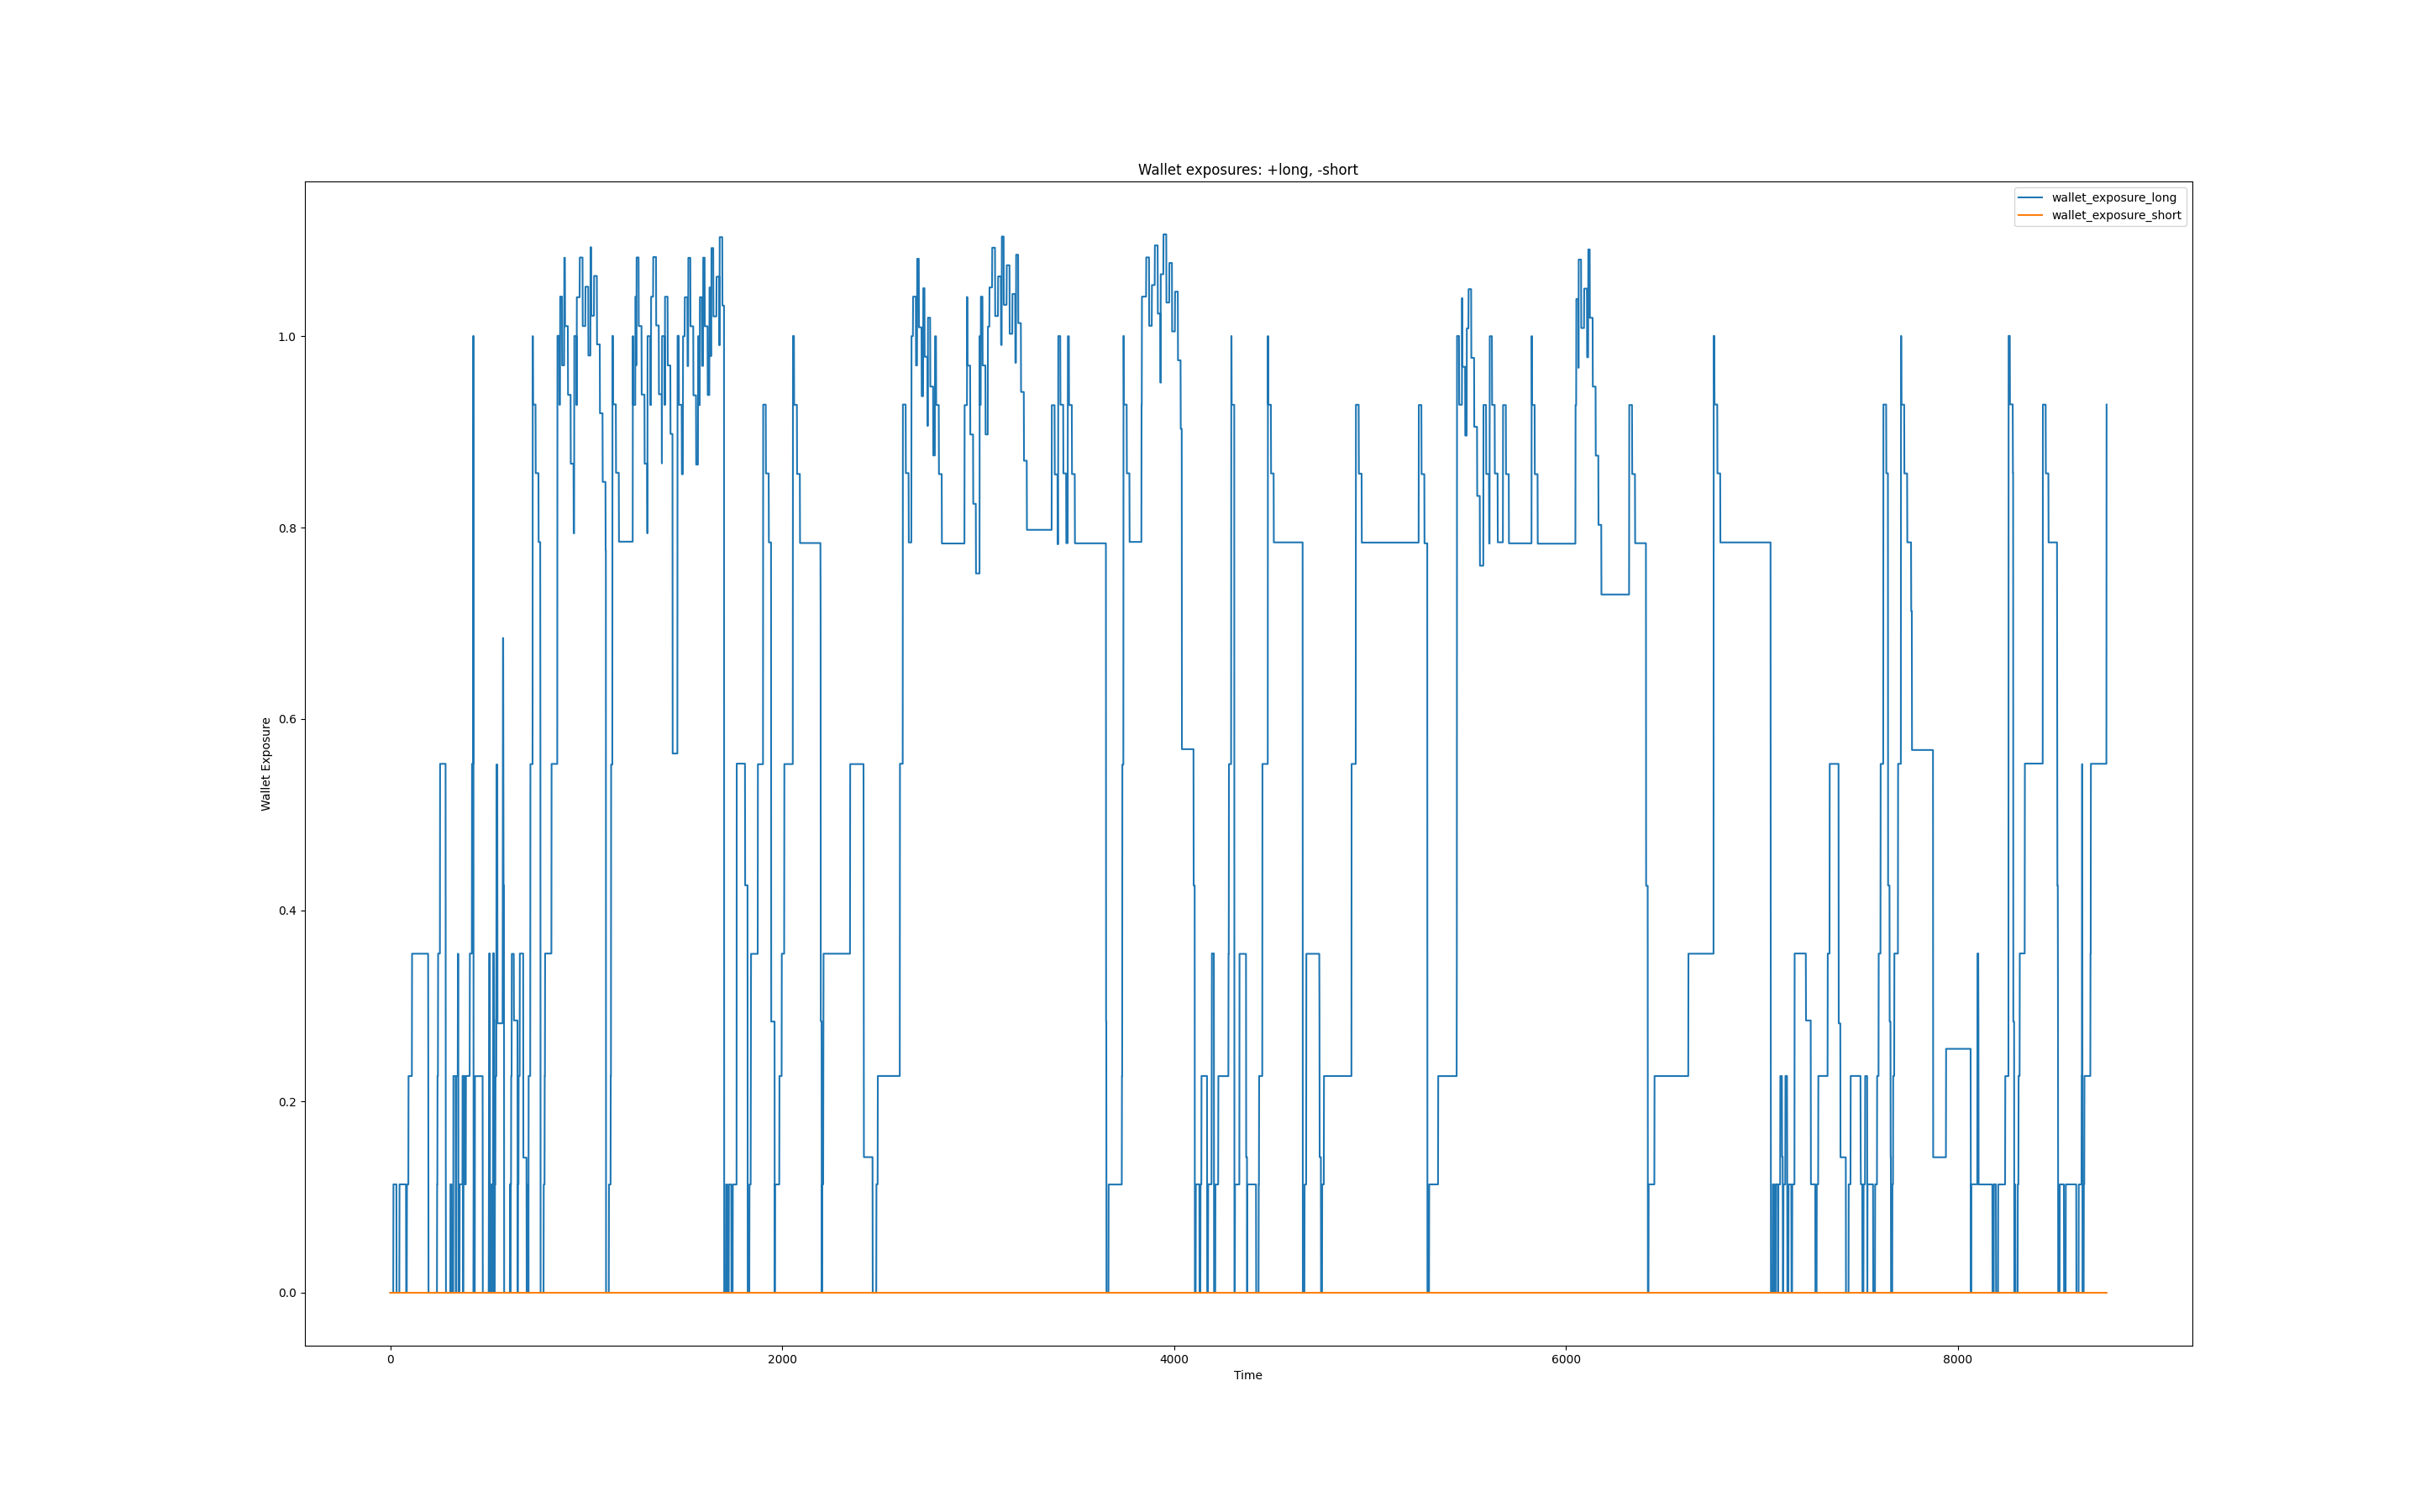 Wallet exposures: +long, -short
wallet_exposure_long
wallet_exposure_short
1.0
0.8
0.6
0.4
0.2
0.0
Wallet Exposure
0 2000 4000 6000 8000
Time